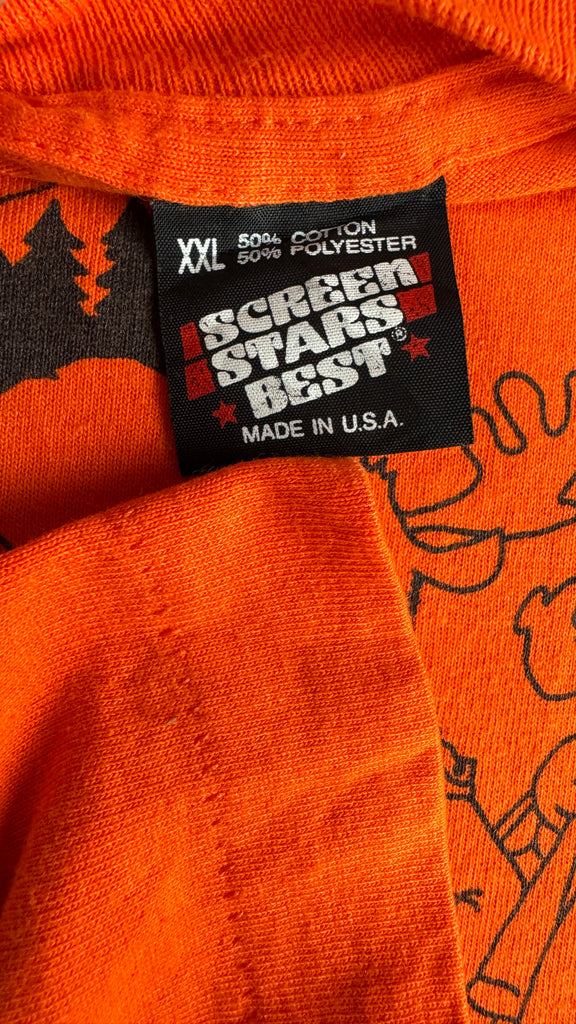 XXL 50% COTTON
50% POLYESTER
SCREEN
STARS
BEST®
MADE IN U.S.A.